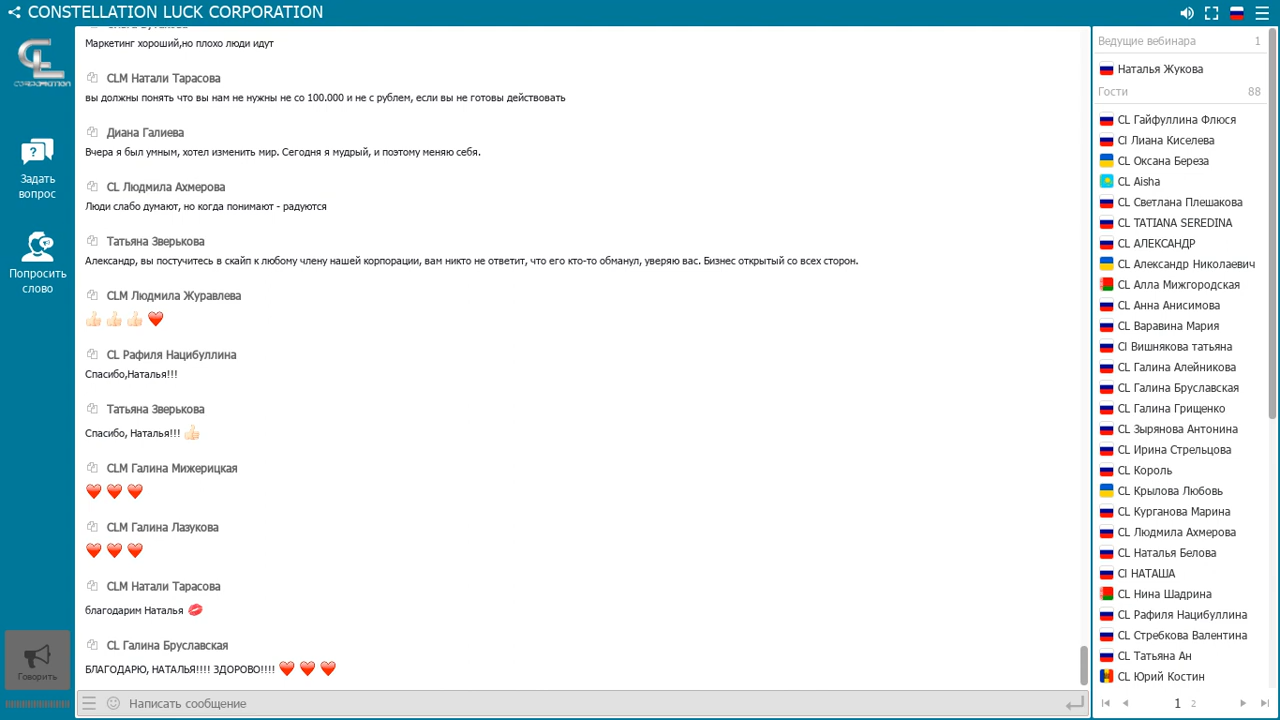 CONSTELLATION LUCK CORPORATION
CL
CORPORATION
Задать
вопрос
Попросить
слово
Говорить
Маркетинг хороший,но плохо люди идут
CLM Натали Тарасова
вы должны понять что вы нам не нужны не со 100.000 и не с рублем, если вы не готовы действовать
Диана Галиева
Вчера я был умным, хотел изменить мир. Сегодня я мудрый, и поэтому меняю себя.
CL Людмила Ахмерова
Люди слабо думают, но когда понимают - радуются
Татьяна Зверькова
Александр, вы постучитесь в скайп к любому члену нашей корпорации, вам никто не ответит, что его кто-то обманул, уверяю вас. Бизнес открытый со всех сторон.
CLM Людмила Журавлева
CL Рафиля Нацибуллина
Спасибо,Наталья!!!
Татьяна Зверькова
Спасибо, Наталья!!!
CLM Галина Мижерицкая
CLM Галина Лазукова
CLM Натали Тарасова
благодарим Наталья
CL Галина Бруславская
БЛАГОДАРЮ, НАТАЛЬЯ!!!! ЗДОРОВО!!!!
Написать сообщение
Ведущие вебинара 1
Наталья Жукова
Гости 88
CL Гайфуллина Флюся
Cl Лиана Киселева
CL Оксана Береза
CL Aisha
CL Светлана Плешакова
CL TATIANA SEREDINA
CL АЛЕКСАНДР
CL Александр Николаевич
CL Алла Мижгородская
CL Анна Анисимова
CL Варавина Мария
Cl Вишнякова татьяна
CL Галина Алейникова
CL Галина Бруславская
CL Галина Грищенко
CL Зырянова Антонина
CL Ирина Стрельцова
CL Король
CL Крылова Любовь
CL Курганова Марина
CL Людмила Ахмерова
CL Наталья Белова
Cl НАТАША
CL Нина Шадрина
CL Рафиля Нацибуллина
CL Стребкова Валентина
CL Татьяна Ан
CL Юрий Костин
1 2